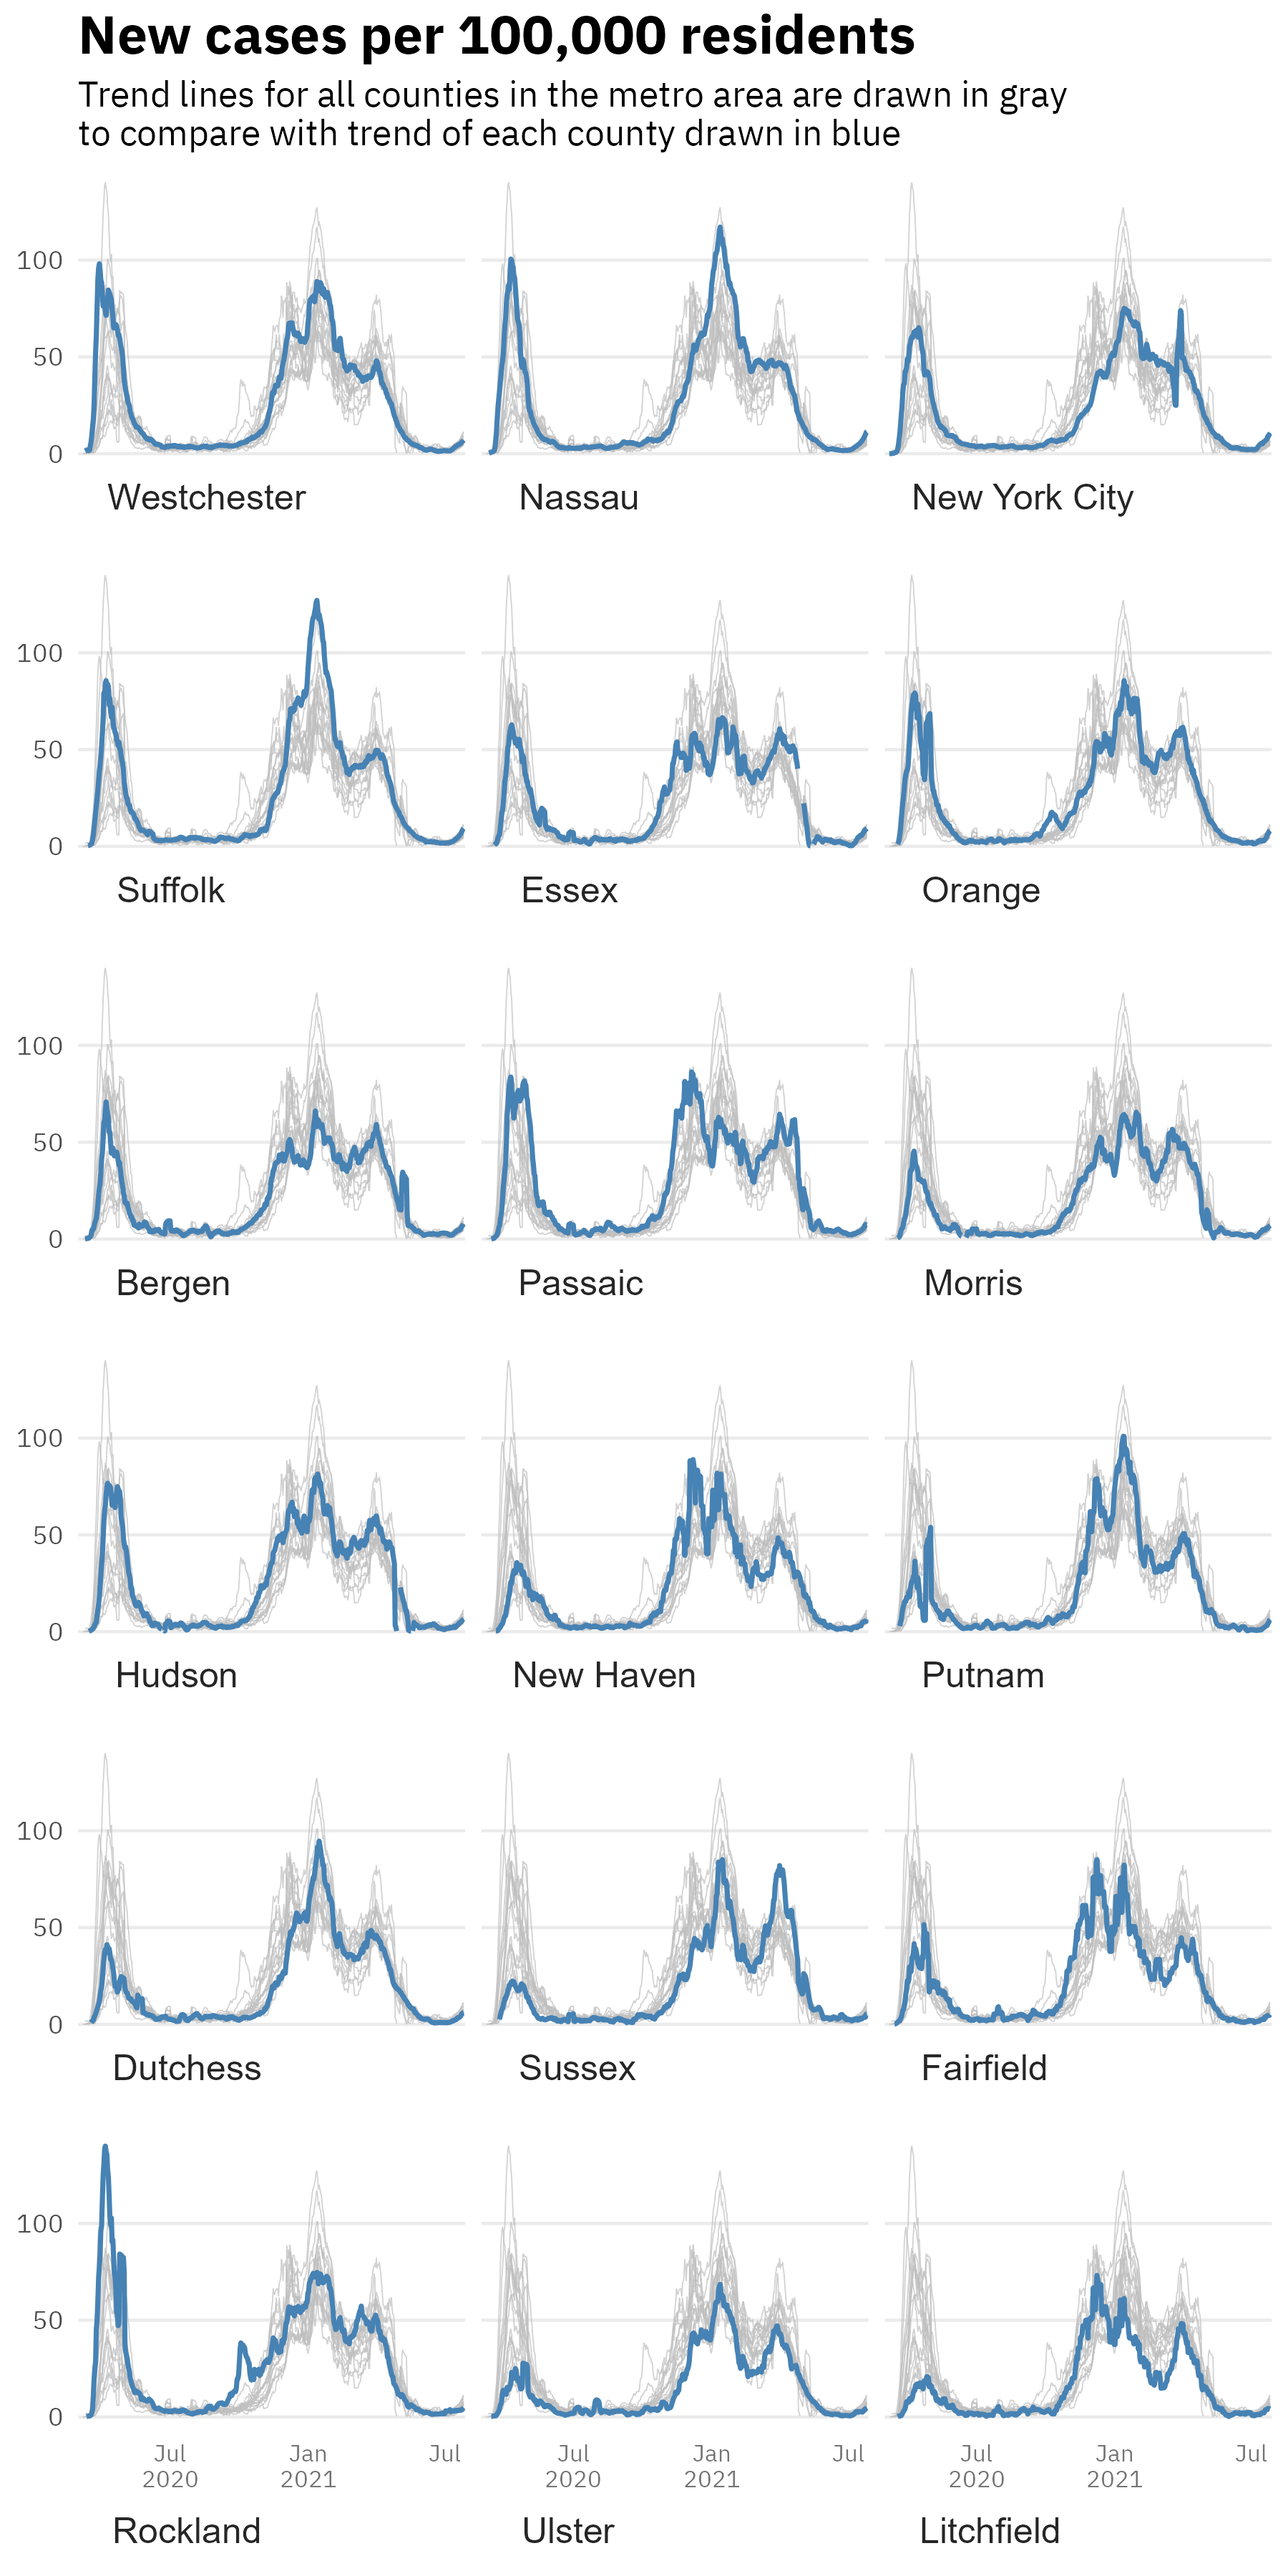 New cases per 100,000 residents
Trend lines for all counties in the metro area are drawn in gray
to compare with trend of each county drawn in blue
100
50
0
Westchester
Nassau
New York City
100
50
0
Suffolk
Essex
Orange
100
50
0
Bergen
Passaic
Morris
100
50
0
Hudson
New Haven
Putnam
100
50
0
Dutchess
Sussex
Fairfield
100
50
0
Jul
2020
Jan
2021
Jul
Jul
2020
Jan
2021
Jul
Jul
2020
Jan
2021
Jul
Rockland
Ulster
Litchfield